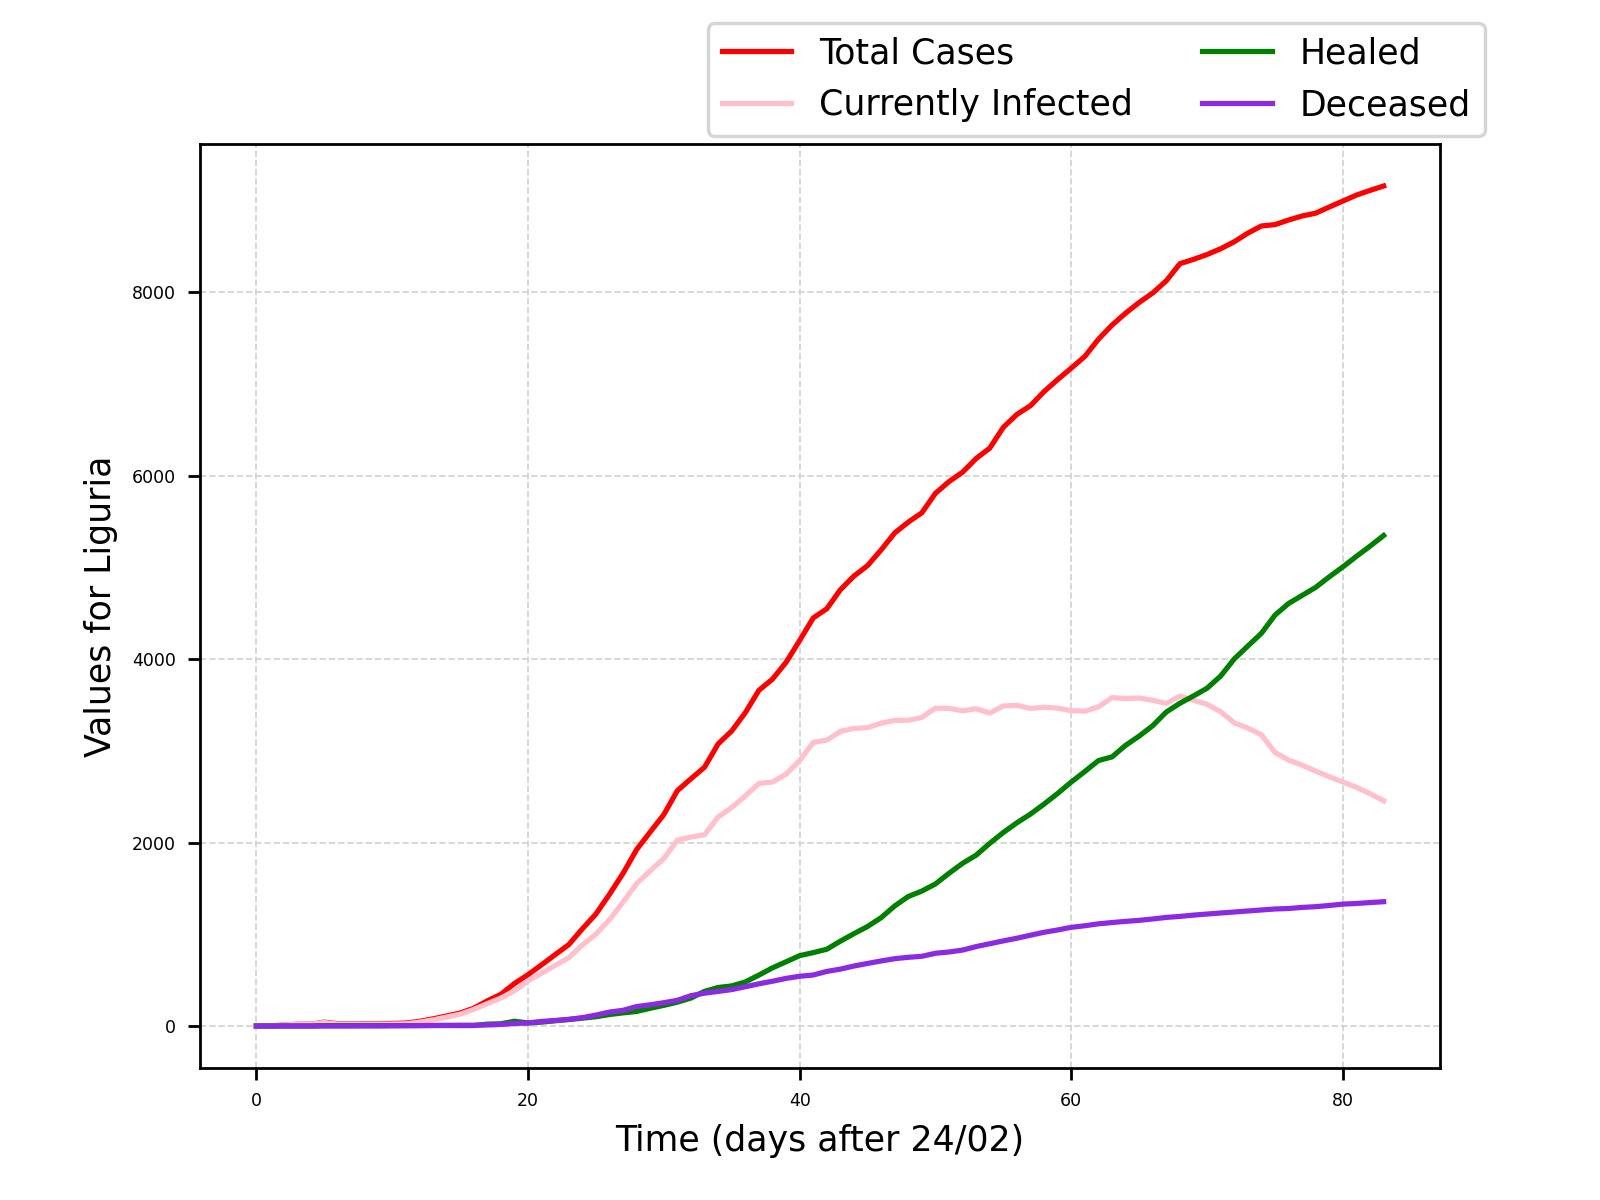 Total Cases
Currently Infected
Healed
Deceased
8000
6000
4000
2000
0
0 20 40 60 80
Values for Liguria
Time (days after 24/02)